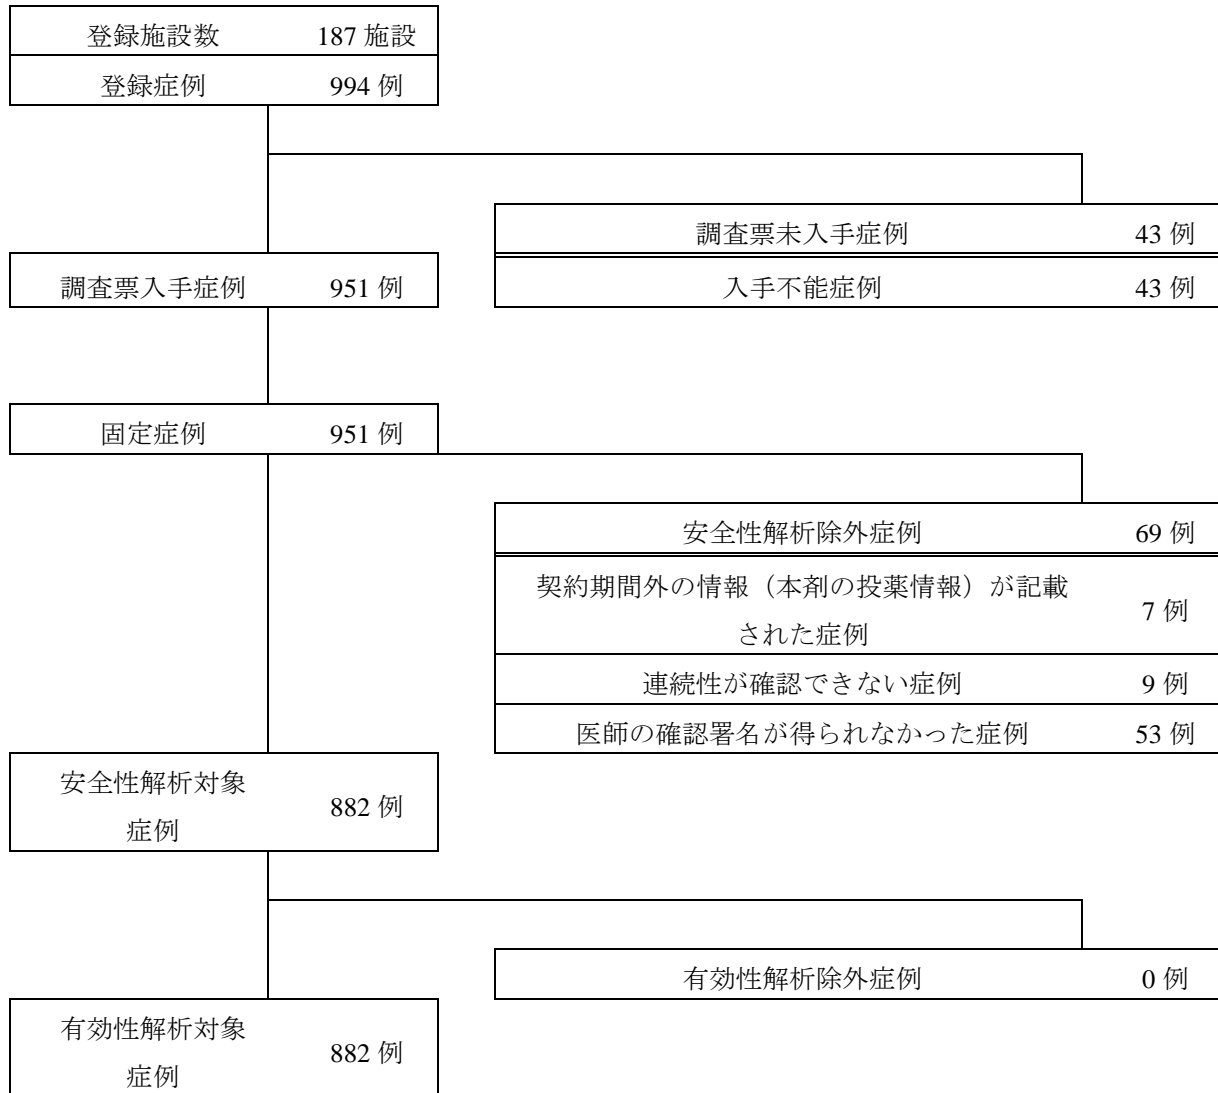 登録施設数 187 施設
登録症例 994 例
調査票未入手症例 43 例
調査票入手症例 951 例
入手不能症例 43 例
固定症例 951 例
安全性解析除外症例 69 例
契約期間外の情報（本剤の投薬情報）が記載
された症例 7 例
連続性が確認できない症例 9 例
医師の確認署名が得られなかった症例 53 例
安全性解析対象
症例 882 例
有効性解析除外症例 0 例
有効性解析対象
症例 882 例